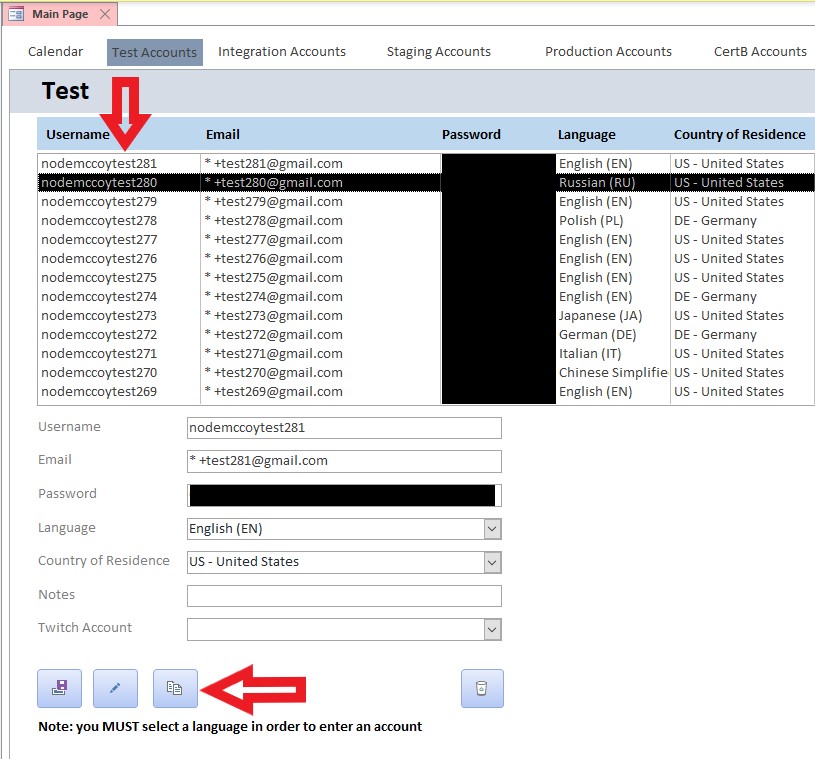 Main Page
Calendar Test Accounts Integration Accounts Staging Accounts Production Accounts CertB Accounts
Test
Username Email Password Language Country of Residence
nodemccoytest281 * +test281@gmail.com English (EN) US - United States
nodemccoytest280 * +test280@gmail.com Russian (RU) US - United States
nodemccoytest279 * +test279@gmail.com English (EN) US - United States
nodemccoytest278 * +test278@gmail.com Polish (PL) DE - Germany
nodemccoytest277 * +test277@gmail.com English (EN) US - United States
nodemccoytest276 * +test276@gmail.com English (EN) US - United States
nodemccoytest275 * +test275@gmail.com English (EN) US - United States
nodemccoytest274 * +test274@gmail.com English (EN) DE - Germany
nodemccoytest273 * +test273@gmail.com Japanese (JA) US - United States
nodemccoytest272 * +test272@gmail.com German (DE) DE - Germany
nodemccoytest271 * +test271@gmail.com Italian (IT) US - United States
nodemccoytest270 * +test270@gmail.com Chinese Simplifie US - United States
nodemccoytest269 * +test269@gmail.com English (EN) US - United States
Username nodemccoytest281
Email * +test281@gmail.com
Password
Language English (EN)
Country of Residence US - United States
Notes
Twitch Account
Note: you MUST select a language in order to enter an account